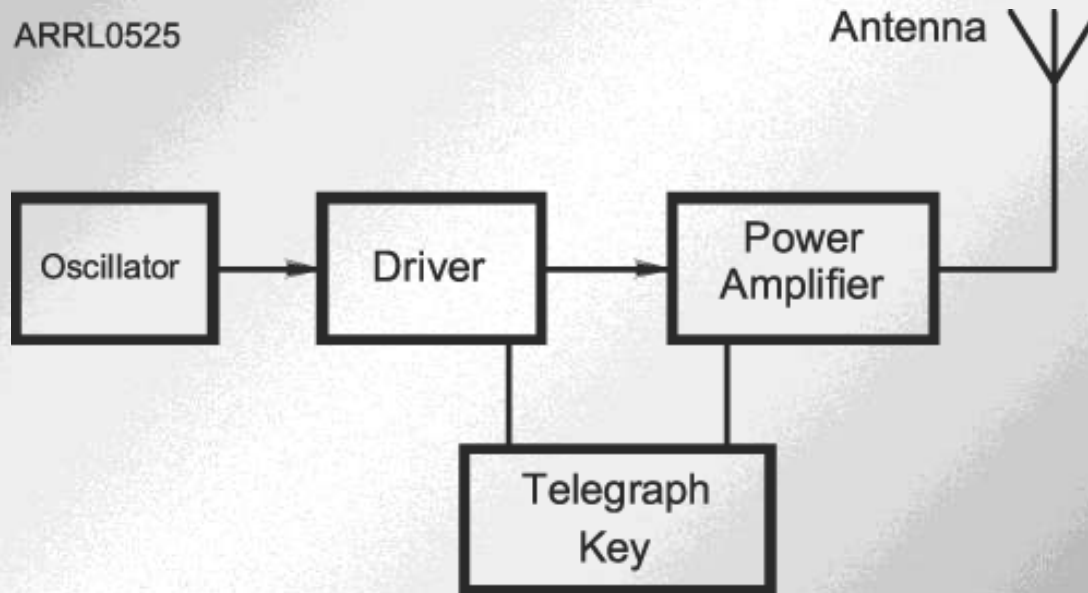 ARRL0525
Antenna
Oscillator
Driver
Power
Amplifier
Telegraph
Key